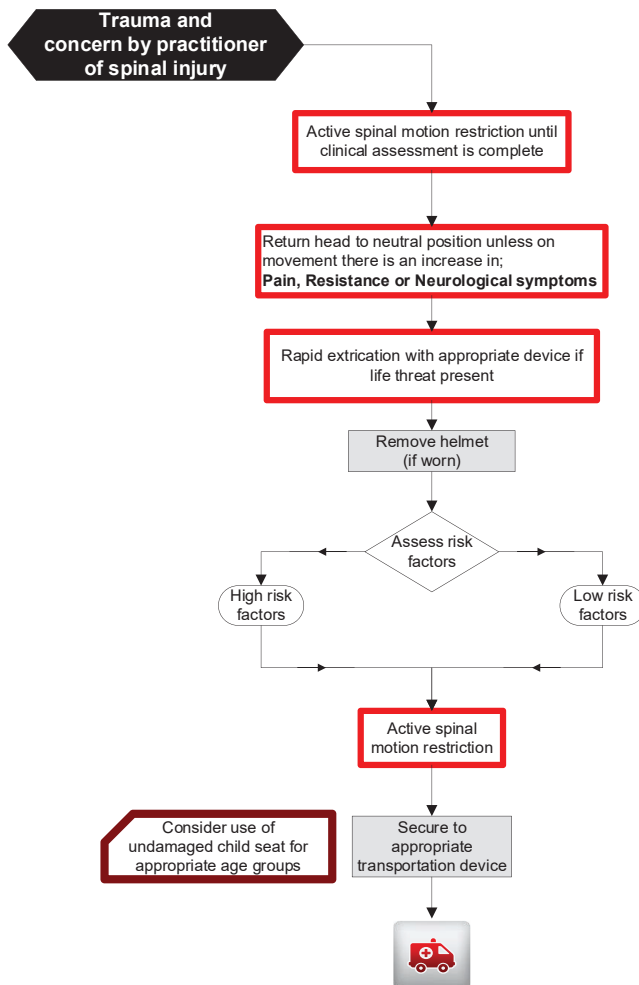 Trauma and
concern by practitioner
of spinal injury
Active spinal motion restriction until
clinical assessment is complete
Return head to neutral position unless on
movement there is an increase in;
Pain, Resistance or Neurological symptoms
Rapid extrication with appropriate device if
life threat present
Remove helmet
(if worn)
Assess risk
factors
High risk
factors
Low risk
factors
Active spinal
motion restriction
Consider use of
undamaged child seat for
appropriate age groups
Secure to
appropriate
transportation device